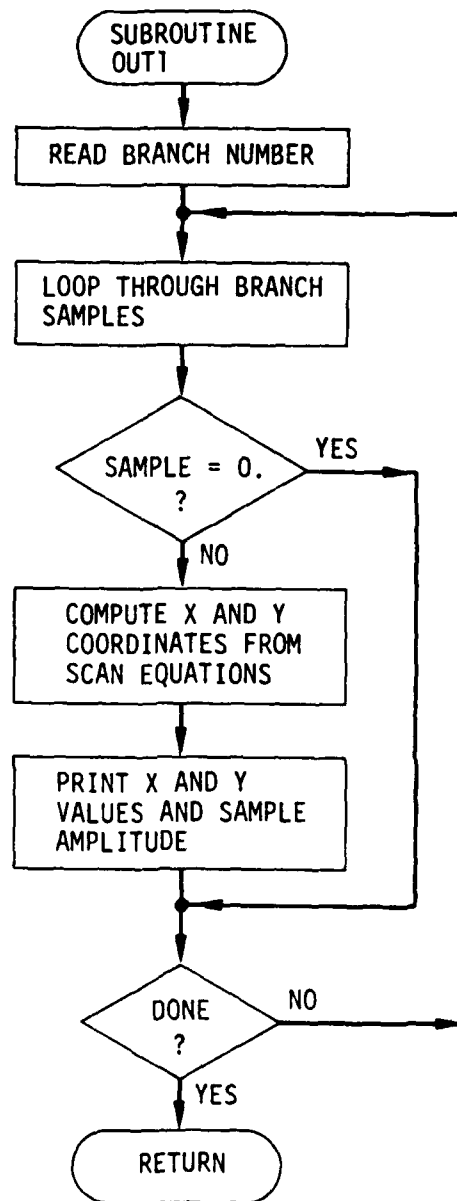 SUBROUTINE
OUT1
READ BRANCH NUMBER
LOOP THROUGH BRANCH
SAMPLES
SAMPLE = 0.
?
YES
NO
COMPUTE X AND Y
COORDINATES FROM
SCAN EQUATIONS
PRINT X AND Y
VALUES AND SAMPLE
AMPLITUDE
DONE
?
NO
YES
RETURN